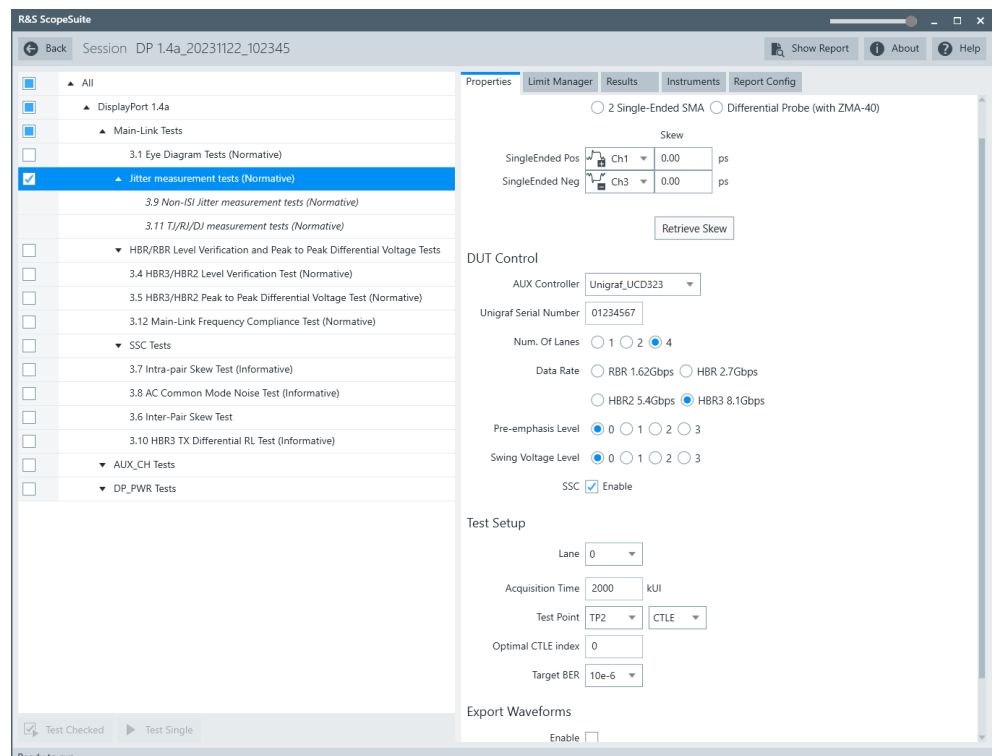 R&S ScopeSuite
Back Session DP 1.4a_20231122_102345 Show Report About Help
All
DisplayPort 1.4a
Main-Link Tests
3.1 Eye Diagram Tests (Normative)
Jitter measurement tests (Normative)
3.9 Non-ISI Jitter measurement tests (Normative)
3.11 TJ/RJ/DJ measurement tests (Normative)
HBR/RBR Level Verification and Peak to Peak Differential Voltage Tests
3.4 HBR3/HBR2 Level Verification Test (Normative)
3.5 HBR3/HBR2 Peak to Peak Differential Voltage Test (Normative)
3.12 Main-Link Frequency Compliance Test (Normative)
SSC Tests
3.7 Intra-pair Skew Test (Informative)
3.8 AC Common Mode Noise Test (Informative)
3.6 Inter-Pair Skew Test
3.10 HBR3 TX Differential RL Test (Informative)
AUX_CH Tests
DP_PWR Tests
Test Checked Test Single
Properties Limit Manager Results Instruments Report Config
2 Single-Ended SMA Differential Probe (with ZMA-40)
Skew
SingleEnded Pos Ch1 0.00 ps
SingleEnded Neg Ch3 0.00 ps
Retrieve Skew
DUT Control
AUX Controller Unigraf_UCD323
Unigraf Serial Number 01234567
Num. Of Lanes 1 2 4
Data Rate RBR 1.62Gbps HBR 2.7Gbps
HBR2 5.4Gbps HBR3 8.1Gbps
Pre-emphasis Level 0 1 2 3
Swing Voltage Level 0 1 2 3
SSC Enable
Test Setup
Lane 0
Acquisition Time 2000 kUI
Test Point TP2 CTLE
Optimal CTLE index 0
Target BER 10e-6
Export Waveforms
Enable